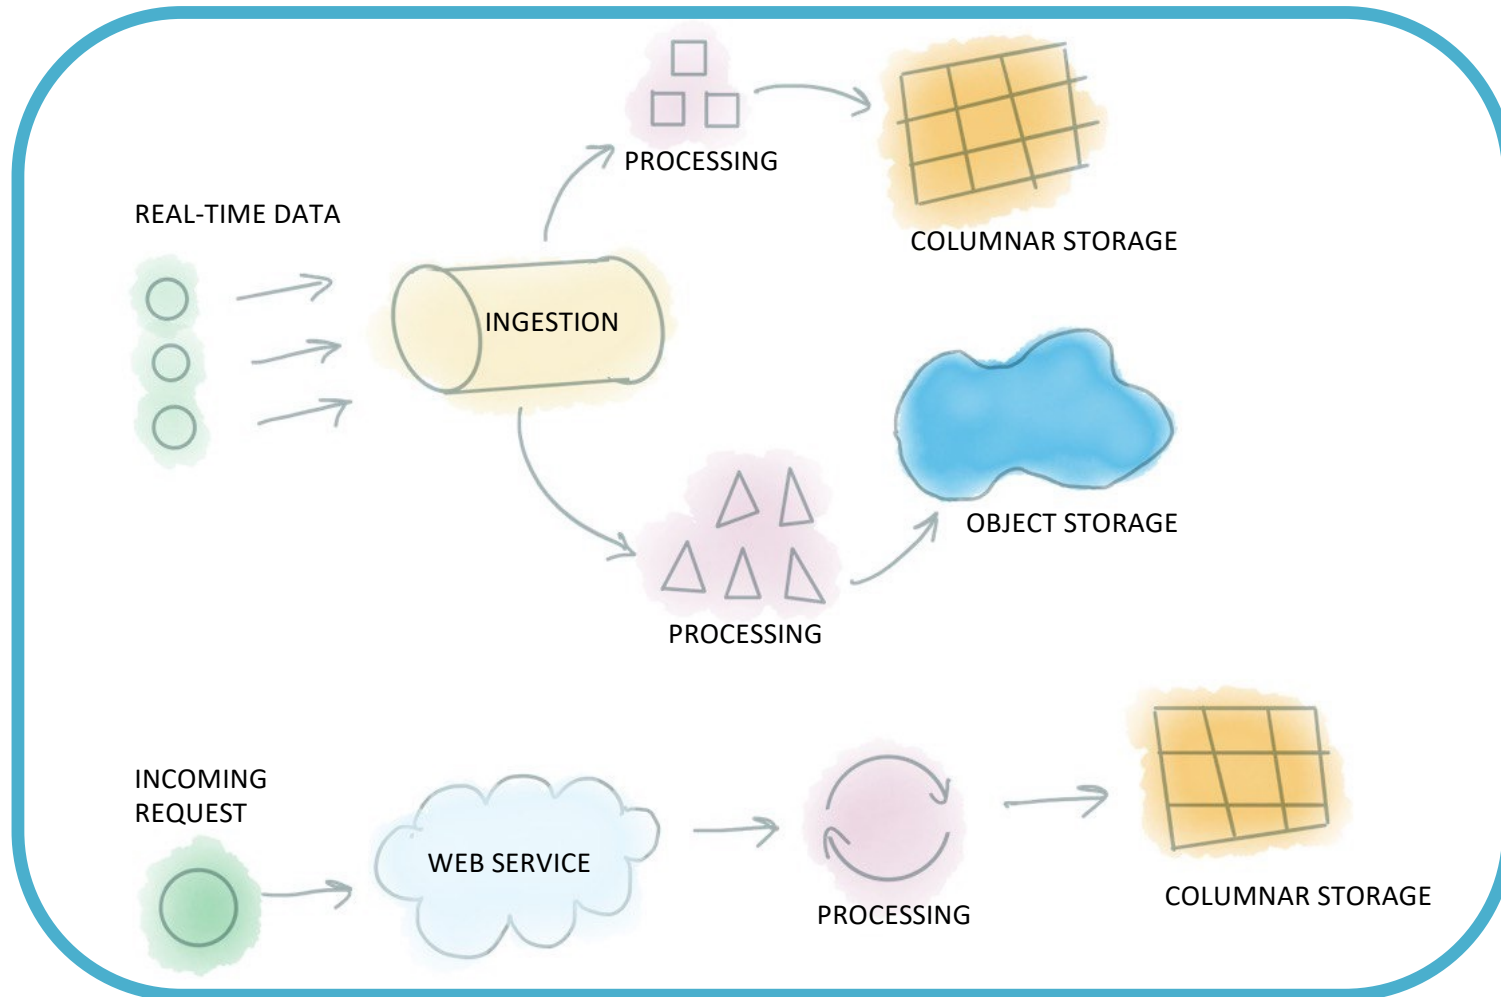 PROCESSING
REAL-TIME DATA
COLUMNAR STORAGE
INGESTION
OBJECT STORAGE
PROCESSING
INCOMING
REQUEST
WEB SERVICE
PROCESSING
COLUMNAR STORAGE